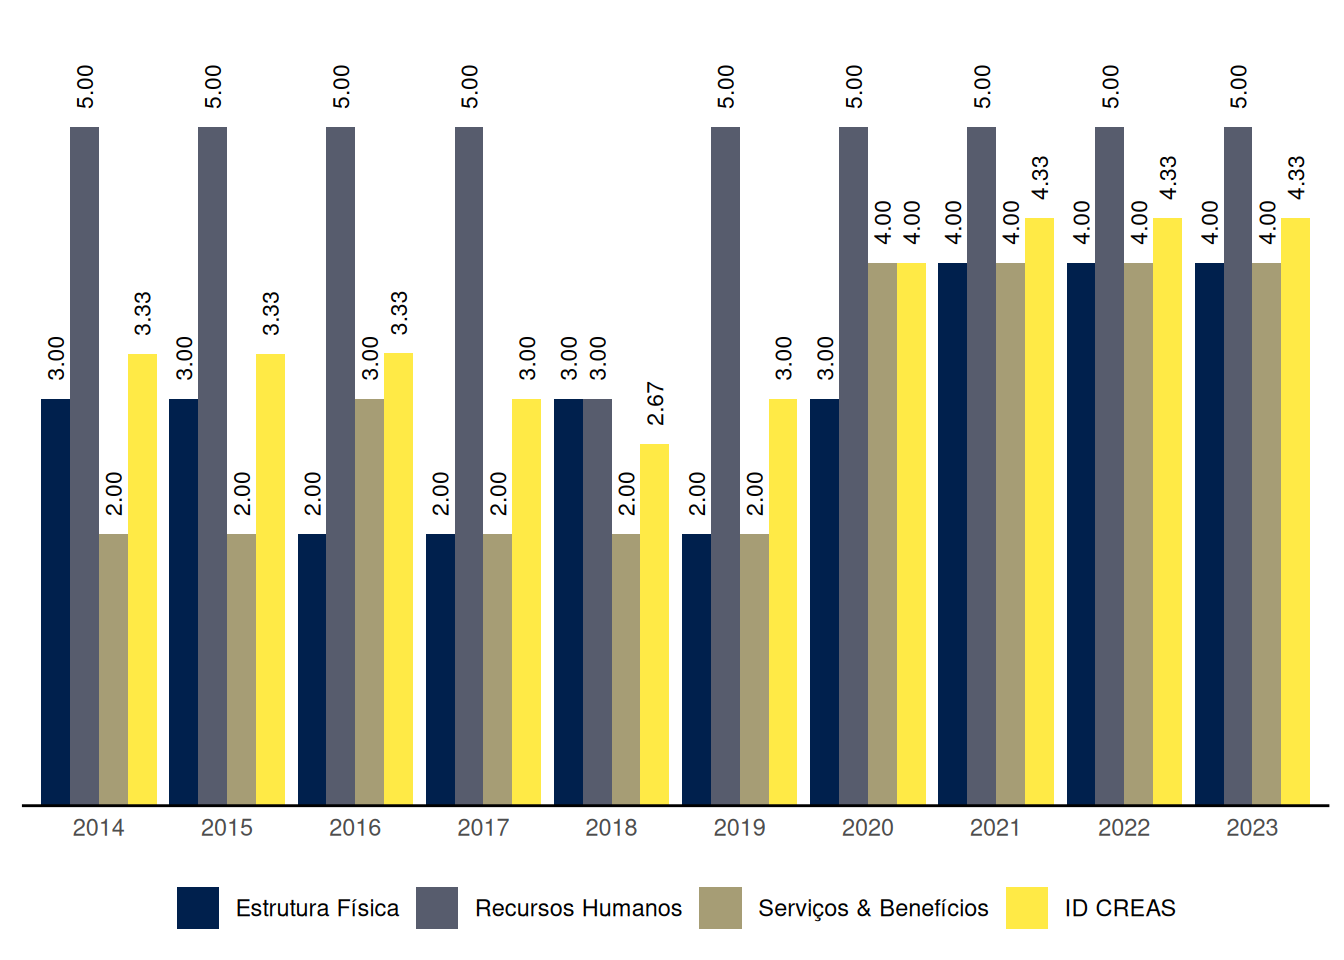 5.00 5.00 5.00 5.00 5.00 5.00 5.00 5.00 5.00
4.33 4.33 4.33
4.00 4.00 4.00 4.00 4.00 4.00 4.00 4.00
3.33 3.33 3.33
3.00 3.00 3.00 3.00 3.00 3.00 3.00 3.00
2.67
2.00 2.00 2.00 2.00 2.00 2.00 2.00 2.00
2014 2015 2016 2017 2018 2019 2020 2021 2022 2023
Estrutura Física Recursos Humanos Serviços & Benefícios ID CREAS